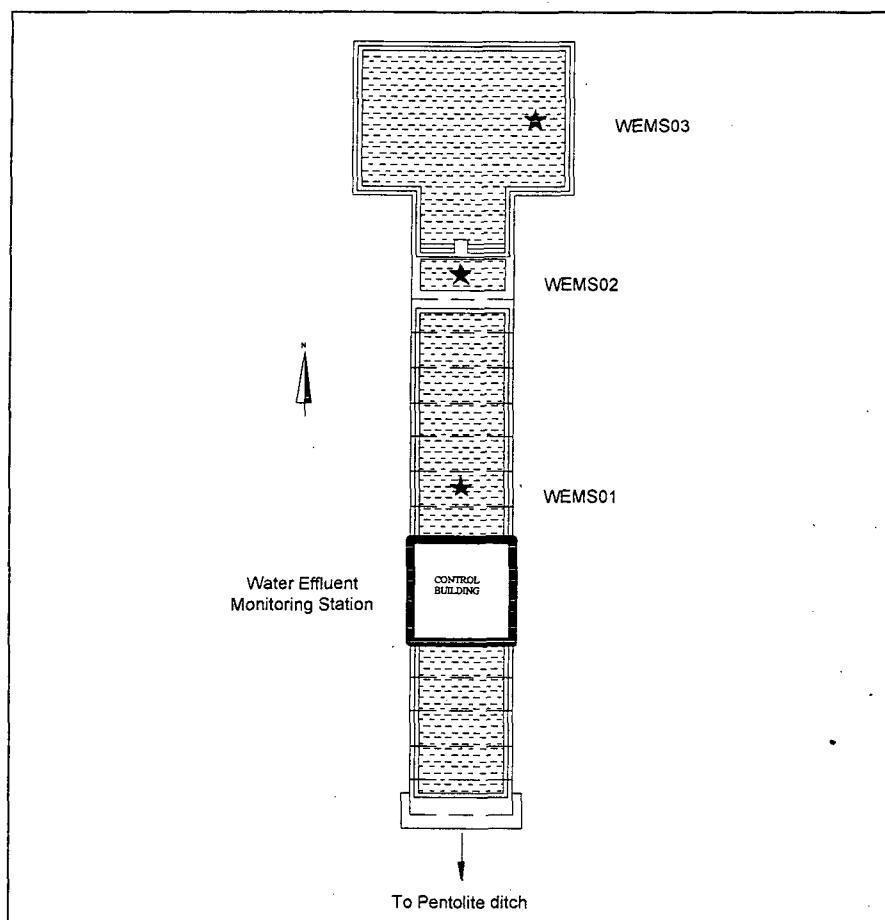 WEMS03
WEMS02
N
WEMS01
CONTROL
BUILDING
Water Effluent
Monitoring Station
To Pentolite ditch